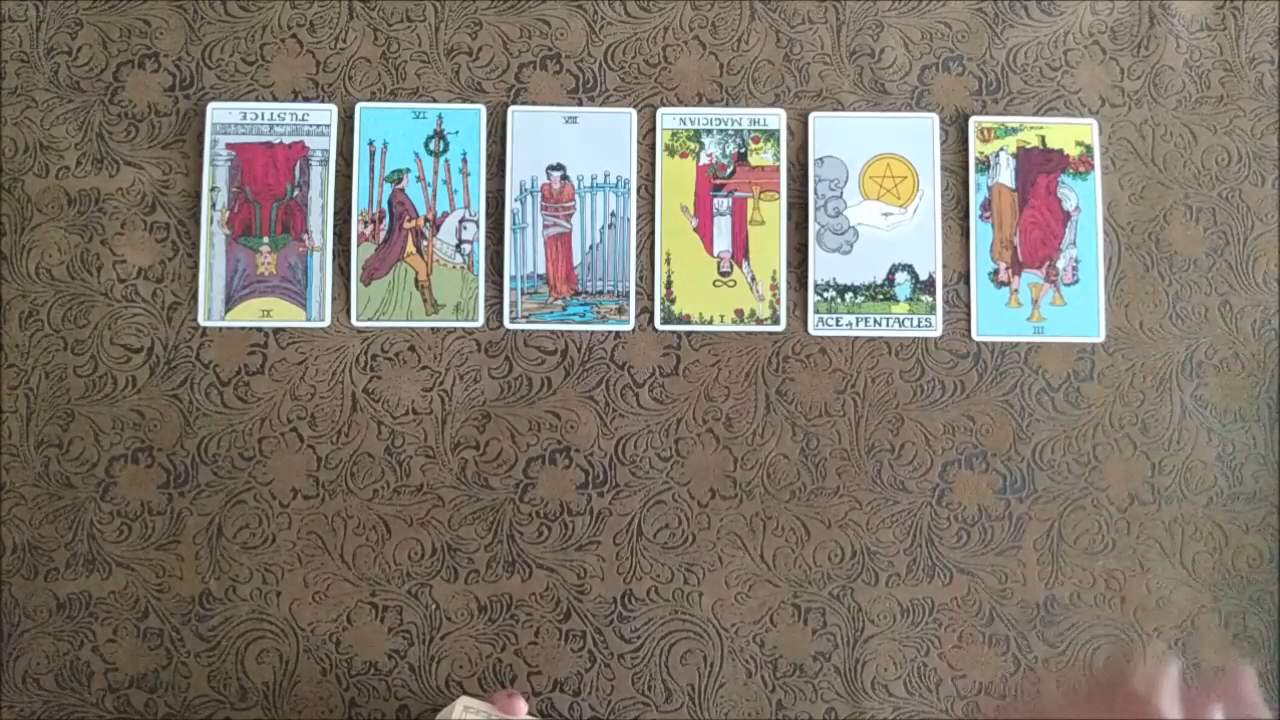 JUSTICE .
XI
VI
VIII
THE MAGICIAN.
I
ACE of PENTACLES.
III